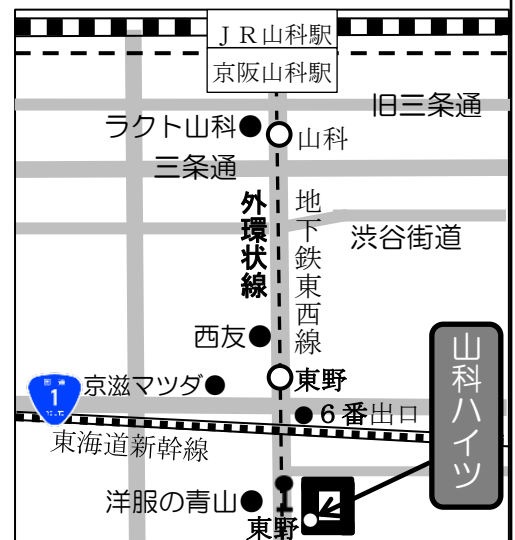 ＪＲ山科駅
京阪山科駅
旧三条通
ラクト山科●
山科
三条通
外環状線
地下鉄東西線
渋谷街道
西友●
東野
京滋マツダ●
1
●６番出口
東海道新幹線
山科ハイツ
洋服の青山●
東野